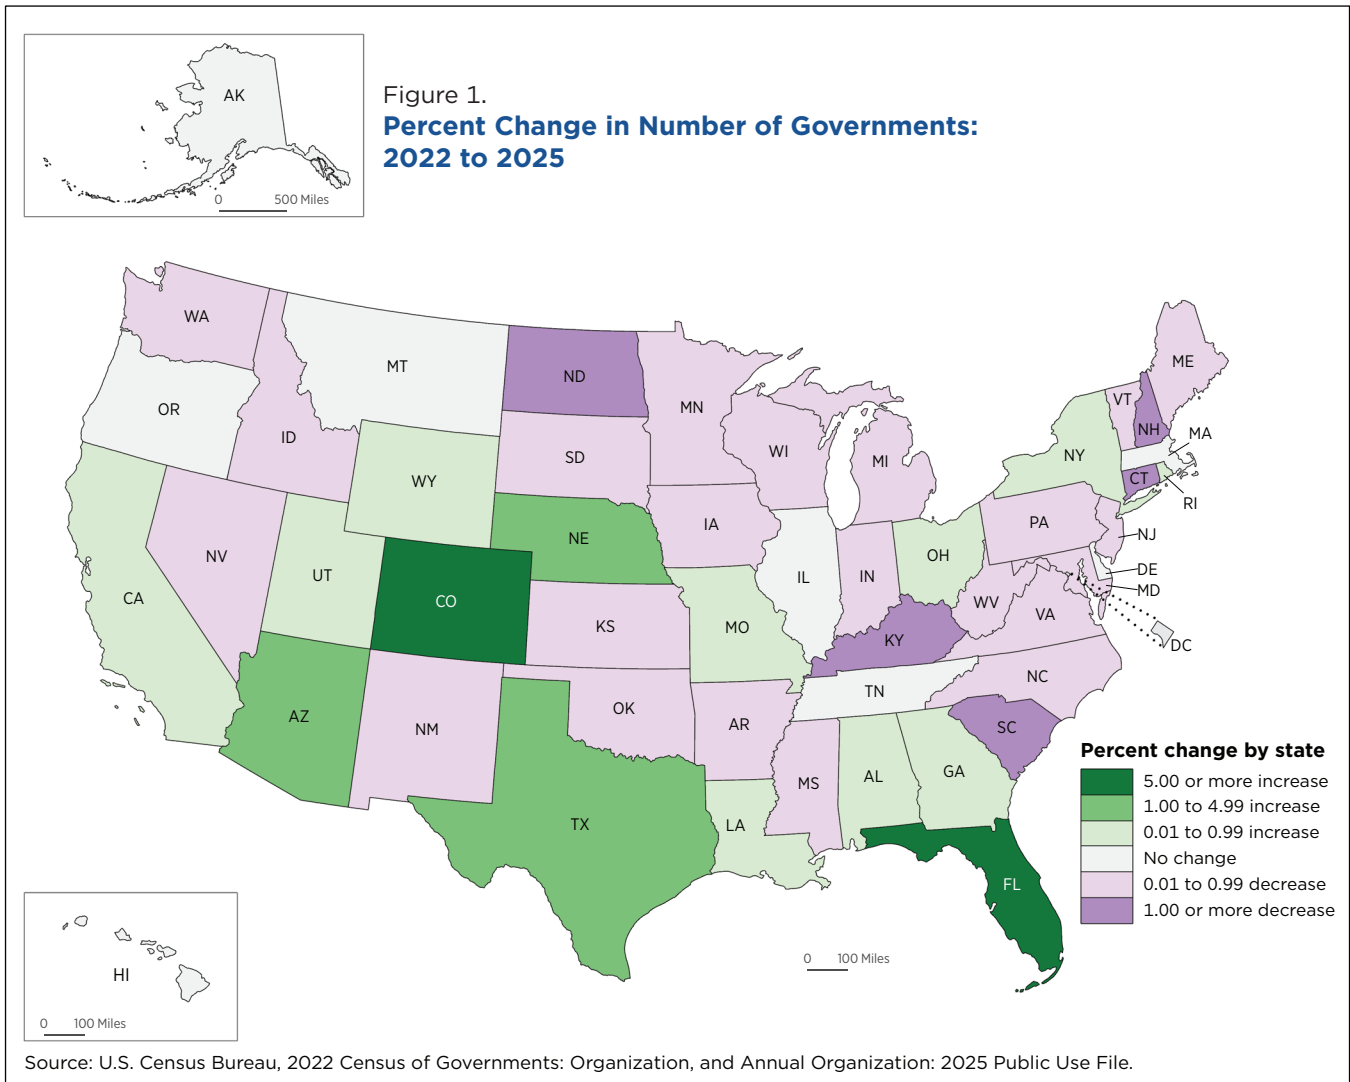 AK
0 500 Miles
Figure 1.
Percent Change in Number of Governments:
2022 to 2025
WA
MT
ND
MN
ME
VT
NH
OR
ID
SD
WI
MI
NY
MA
WY
CT
RI
IA
PA
NJ
NE
NV
UT
IL
IN
OH
DE
MD
CA
CO
KS
MO
WV
VA
KY
DC
AZ
NM
OK
AR
TN
NC
SC
MS
AL
GA
TX
LA
FL
Percent change by state
5.00 or more increase
1.00 to 4.99 increase
0.01 to 0.99 increase
No change
0.01 to 0.99 decrease
1.00 or more decrease
HI
0 100 Miles
0 100 Miles
Source: U.S. Census Bureau, 2022 Census of Governments: Organization, and Annual Organization: 2025 Public Use File.